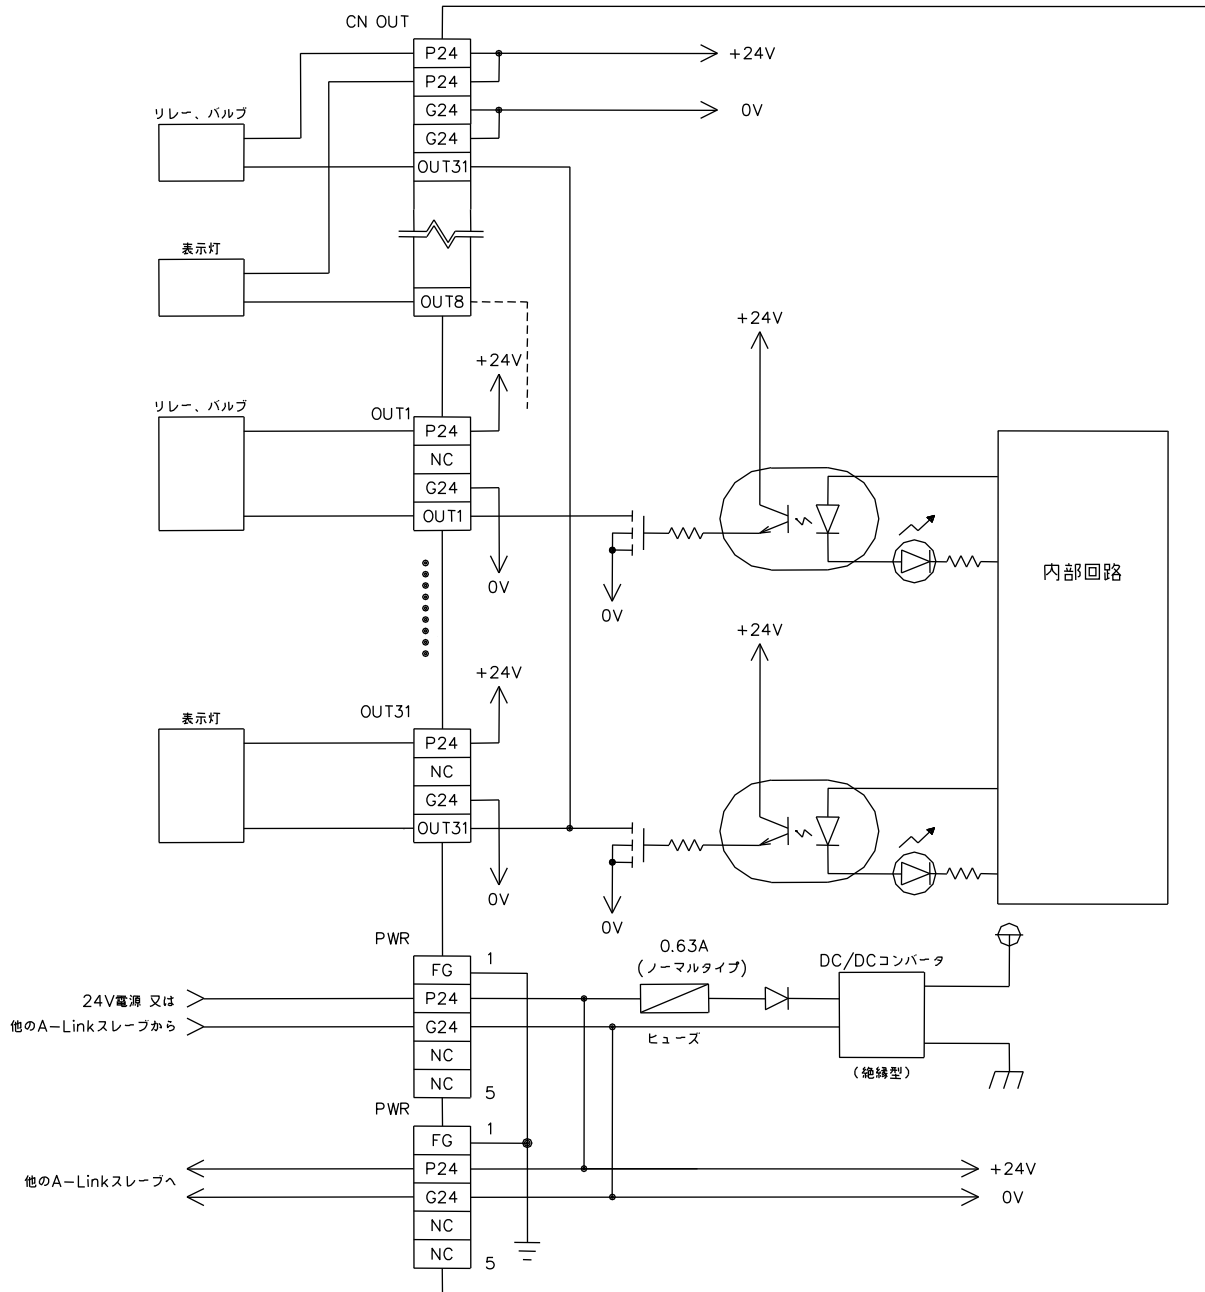 CN OUT
P24
+24V
P24
G24
0V
G24
OUT31
リレー、バルブ
表示灯
OUT8
+24V
+24V
リレー、バルブ
OUT1
P24
NC
G24
OUT1
0V
0V
内部回路
+24V
+24V
表示灯
OUT31
P24
NC
G24
OUT31
0V
0V
PWR
1
FG
P24
G24
NC
NC
5
24V電源 又は
他のA-Linkスレーブから
0.63A
(ノーマルタイプ)
ヒューズ
DC/DCコンバータ
(絶縁型)
PWR
1
FG
P24
G24
NC
NC
5
他のA-Linkスレーブへ
+24V
0V